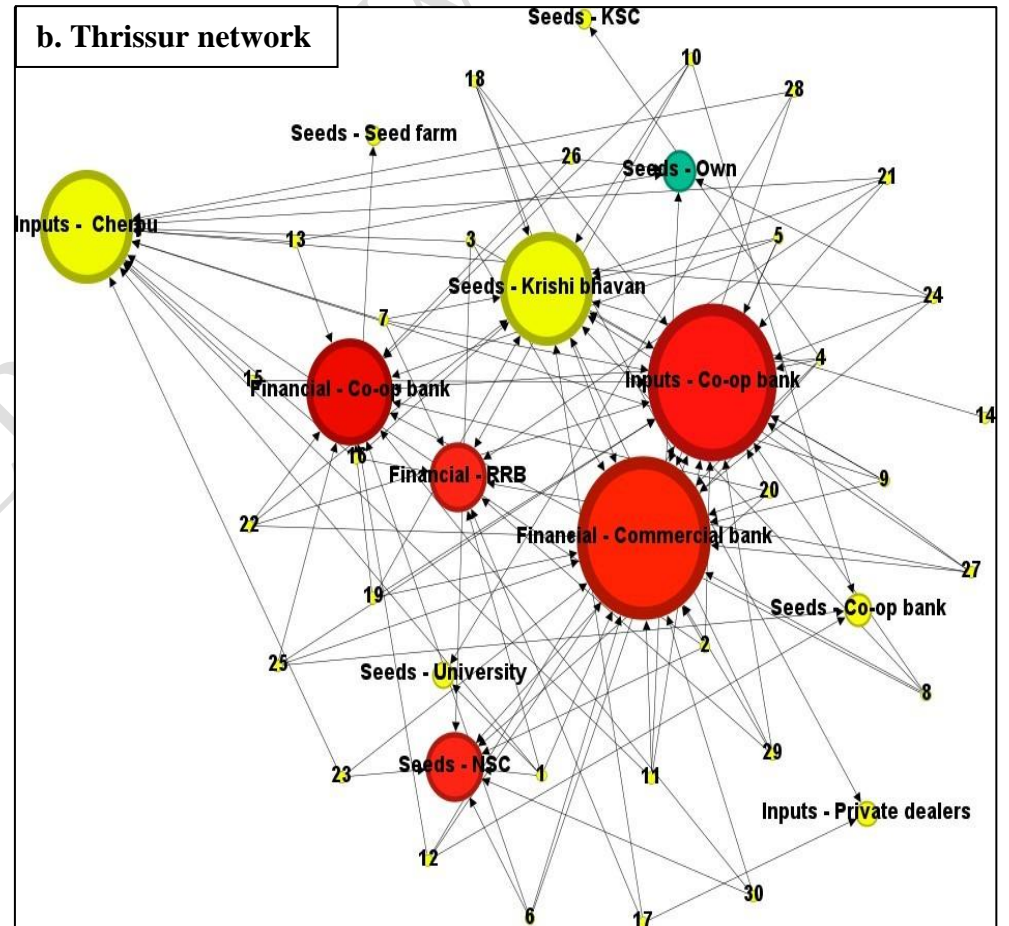 b. Thrissur network
Seeds - KSC
18
10
28
Seeds - Seed farm
26
Seeds - Own
21
Inputs - Cherpu
13
3
5
Seeds - Krishi bhavan
24
7
4
15
Financial - Co-op bank
Inputs - Co-op bank
14
16
Financial - RRB
9
20
22
Financial - Commercial bank
27
19
Seeds - Co-op bank
2
25
Seeds - University
8
29
23
Seeds - NSC
1
11
Inputs - Private dealers
12
30
6
17